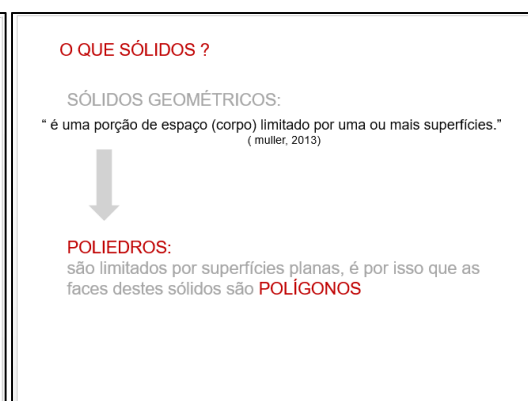 O QUE SÓLIDOS ?
SÓLIDOS GEOMÉTRICOS:
“ é uma porção de espaço (corpo) limitado por uma ou mais superfícies.”
( muller, 2013)
POLIEDROS:
são limitados por superfícies planas, é por isso que as
faces destes sólidos são POLÍGONOS